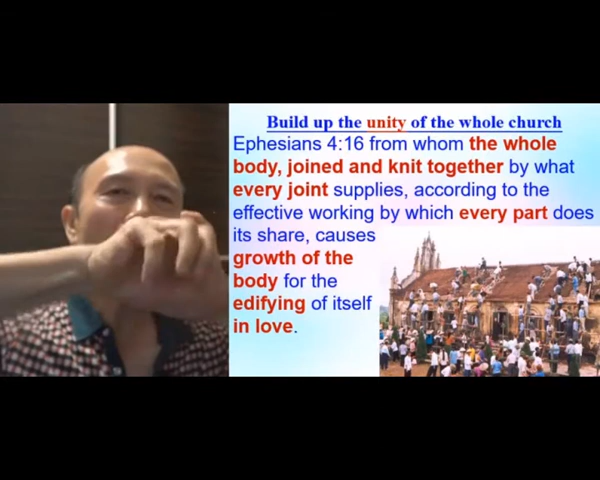 Build up the unity of the whole church
Ephesians 4:16 from whom the whole
body, joined and knit together by what
every joint supplies, according to the
effective working by which every part does
its share, causes
growth of the
body for the
edifying of itself
in love.